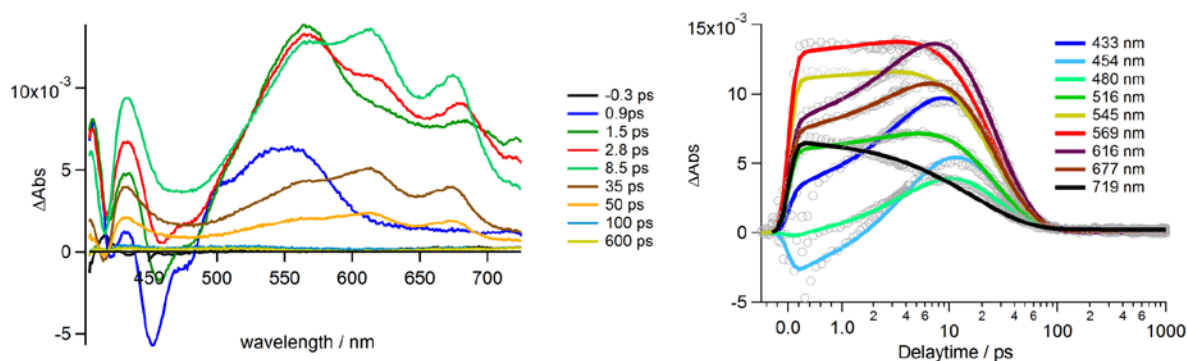 10x10⁻³
5
0
-5
ΔAbs
450
500
550
600
650
700
wavelength / nm
-0.3 ps
0.9ps
1.5 ps
2.8 ps
8.5 ps
35 ps
50 ps
100 ps
600 ps
15x10⁻³
10
5
0
-5
ΔAbs
0.0
1.0
2
4
6
10
2
4
6
100
2
4
6
1000
Delaytime / ps
433 nm
454 nm
480 nm
516 nm
545 nm
569 nm
616 nm
677 nm
719 nm